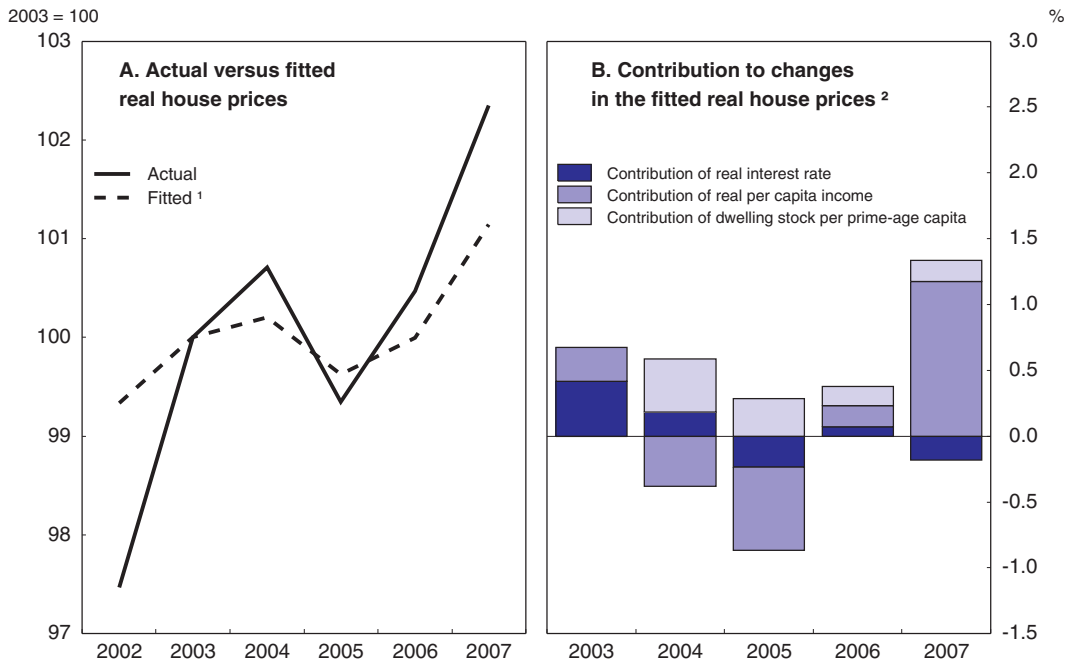 2003 = 100
%
A. Actual versus fitted
real house prices
Actual
Fitted ¹
103
102
101
100
99
98
97
2002 2003 2004 2005 2006 2007
B. Contribution to changes
in the fitted real house prices ²
Contribution of real interest rate
Contribution of real per capita income
Contribution of dwelling stock per prime-age capita
3.0
2.5
2.0
1.5
1.0
0.5
0.0
-0.5
-1.0
-1.5
2003 2004 2005 2006 2007